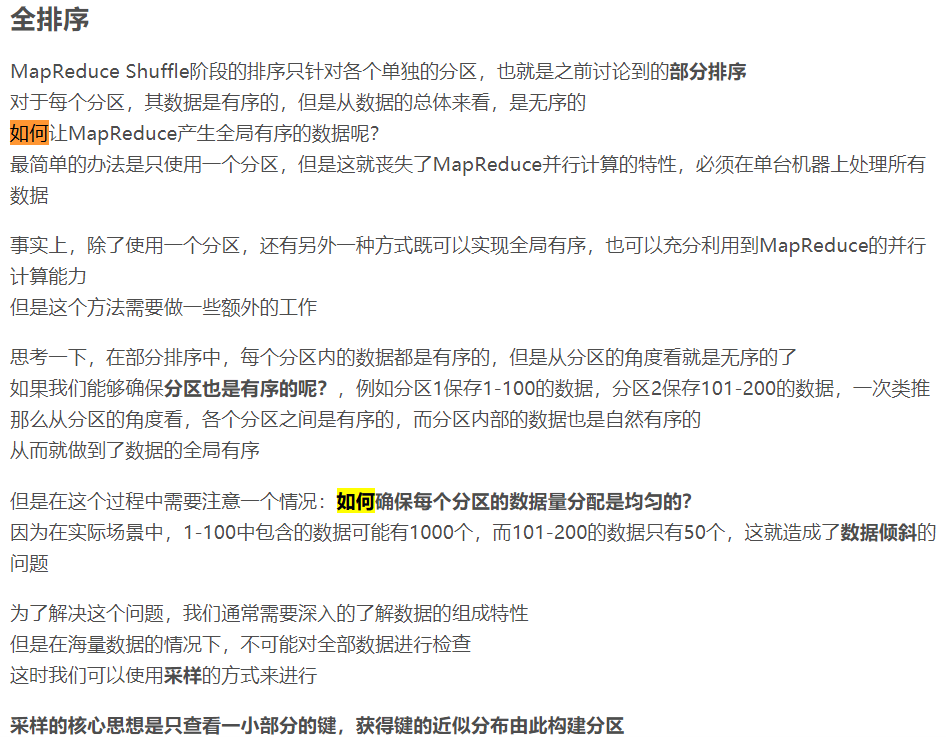 全排序
MapReduce Shuffle阶段的排序只针对各个单独的分区，也就是之前讨论到的部分排序
对于每个分区，其数据是有序的，但是从数据的总体来看，是无序的
如何让MapReduce产生全局有序的数据呢？
最简单的办法是只使用一个分区，但是这就丧失了MapReduce并行计算的特性，必须在单台机器上处理所有
数据
事实上，除了使用一个分区，还有另外一种方式既可以实现全局有序，也可以充分利用到MapReduce的并行
计算能力
但是这个方法需要做一些额外的工作
思考一下，在部分排序中，每个分区内的数据都是有序的，但是从分区的角度看就是无序的了
如果我们能够确保分区也是有序的呢？，例如分区1保存1-100的数据，分区2保存101-200的数据，一次类推
那么从分区的角度看，各个分区之间是有序的，而分区内部的数据也是自然有序的
从而就做到了数据的全局有序
但是在这个过程中需要注意一个情况：如何确保每个分区的数据量分配是均匀的？
因为在实际场景中，1-100中包含的数据可能有1000个，而101-200的数据只有50个，这就造成了数据倾斜的
问题
为了解决这个问题，我们通常需要深入的了解数据的组成特性
但是在海量数据的情况下，不可能对全部数据进行检查
这时我们可以使用采样的方式来进行
采样的核心思想是只查看一小部分的键，获得键的近似分布由此构建分区